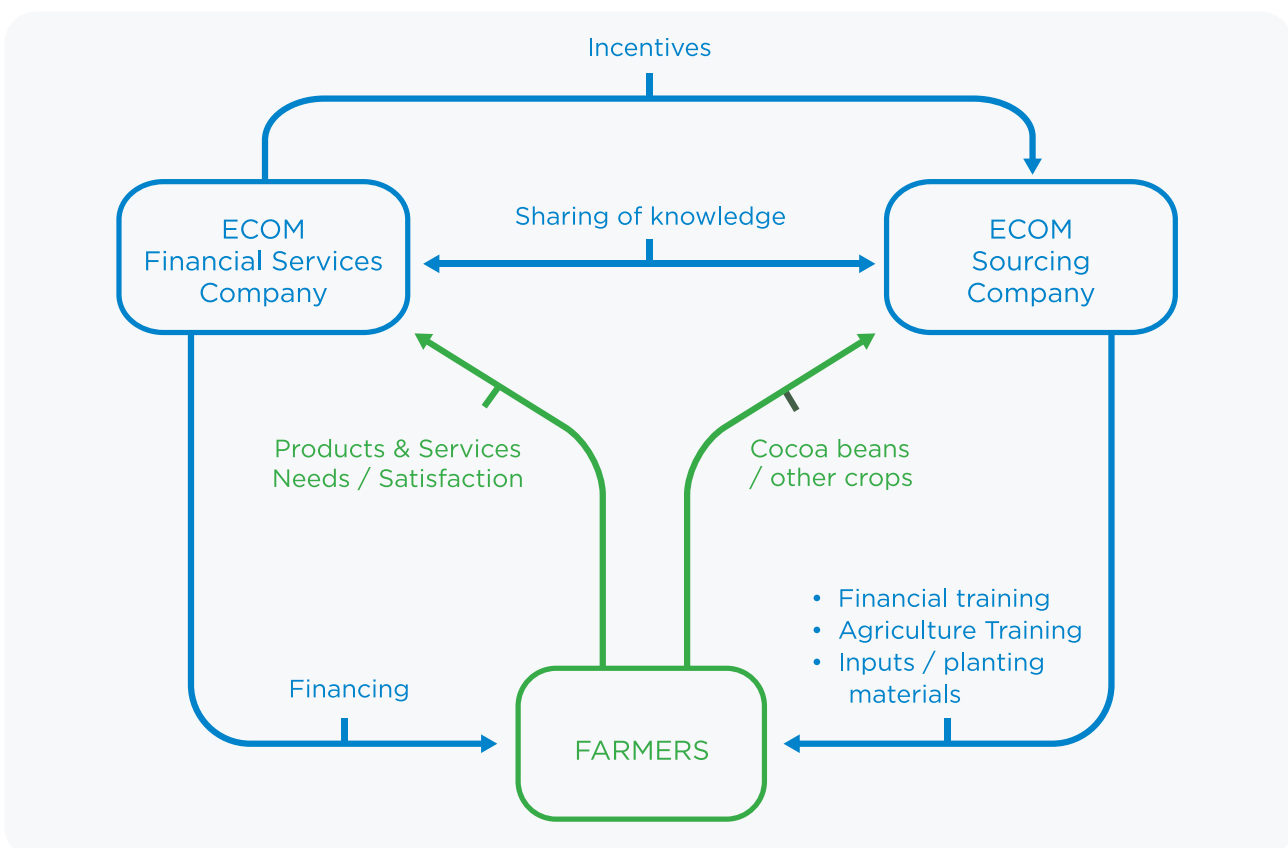 Incentives
ECOM
Financial Services
Company
Sharing of knowledge
ECOM
Sourcing
Company
Products & Services
Needs / Satisfaction
Cocoa beans
/ other crops
• Financial training
• Agriculture Training
• Inputs / planting
materials
Financing
FARMERS